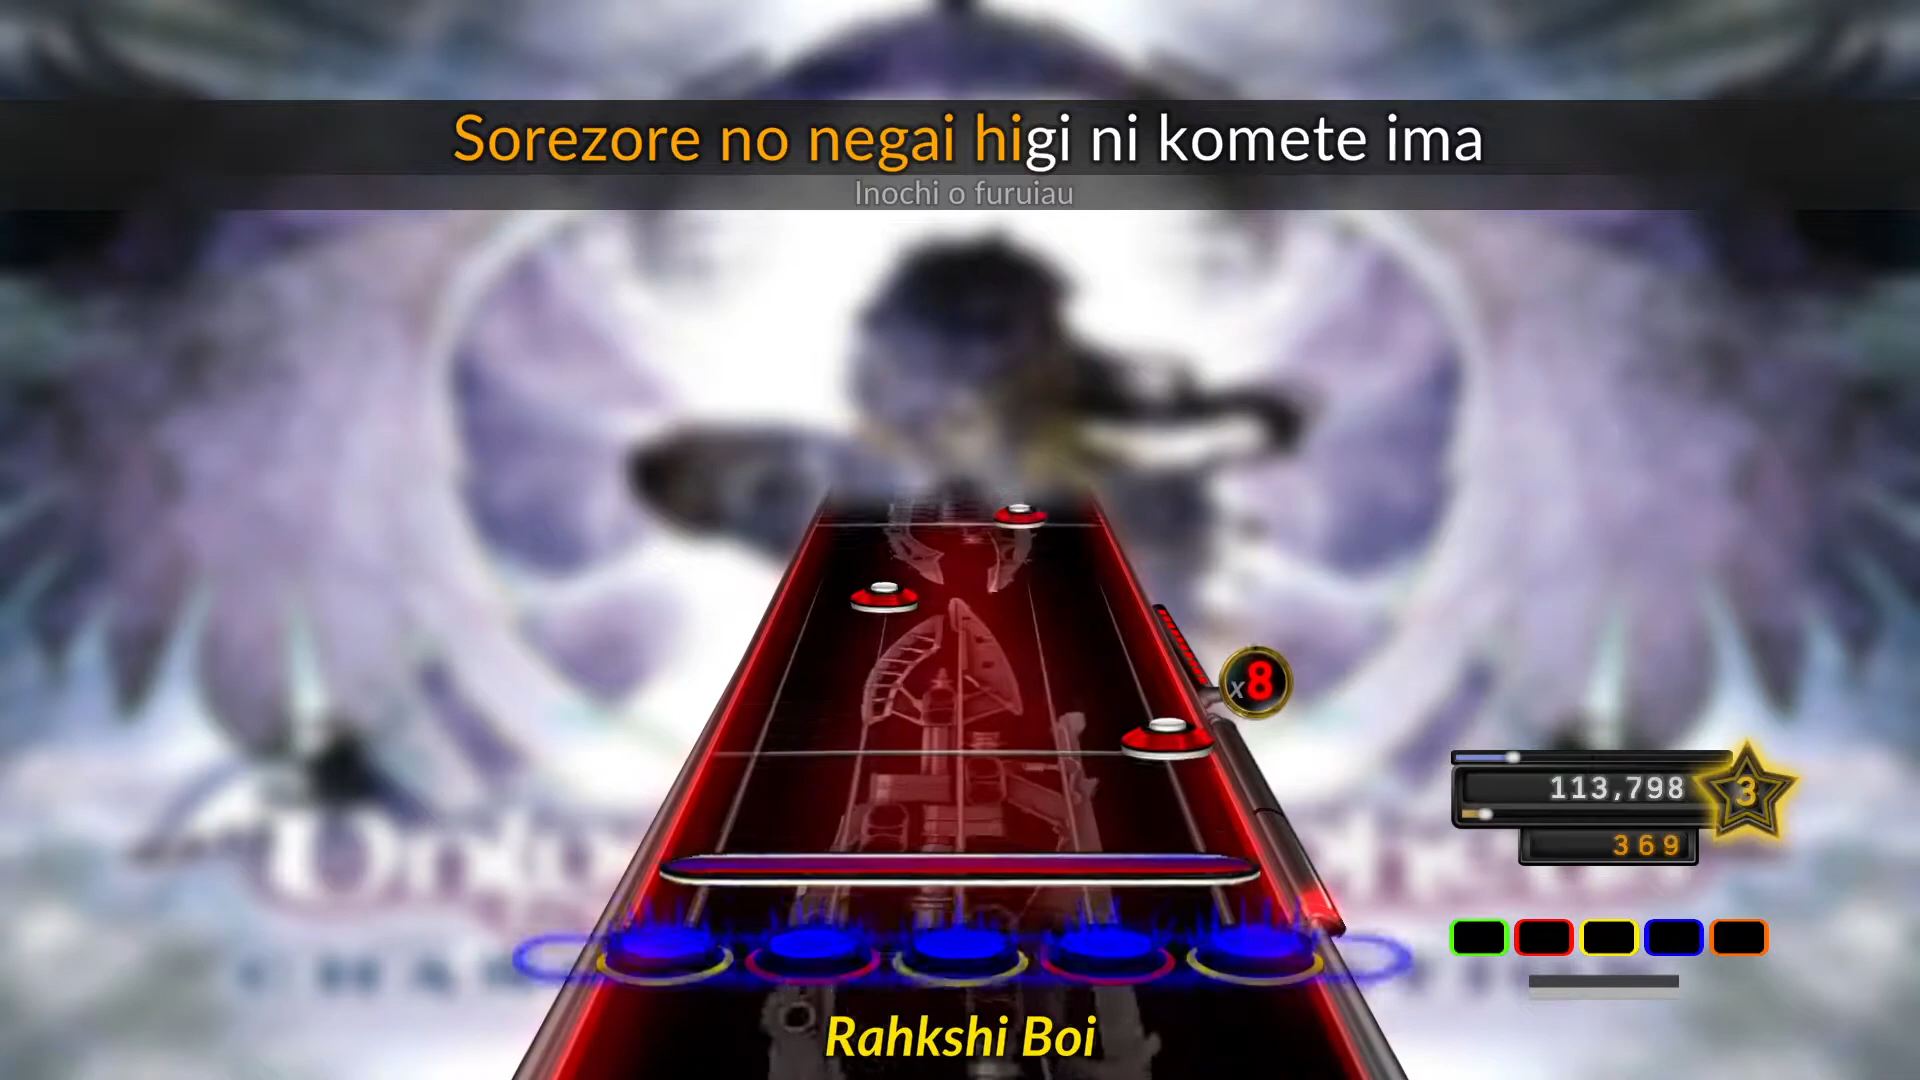 Sorezore no negai higi ni komete ima
Inochi o furuiau
x8
113,798
3
369
Rahkshi Boi